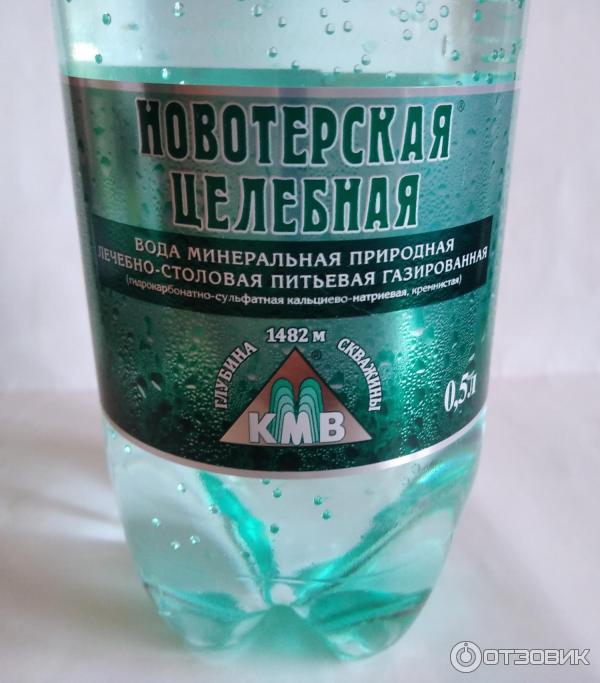 НОВОТЕРСКАЯ®
ЦЕЛЕБНАЯ
ВОДА МИНЕРАЛЬНАЯ ПРИРОДНАЯ
ЛЕЧЕБНО-СТОЛОВАЯ ПИТЬЕВАЯ ГАЗИРОВАННАЯ
(гидрокарбонатно-сульфатная кальциево-натриевая, кремнистая)
ГЛУБИНА 1482 м СКВАЖИНЫ
®
КМВ
0,5л
ОТЗОВИК